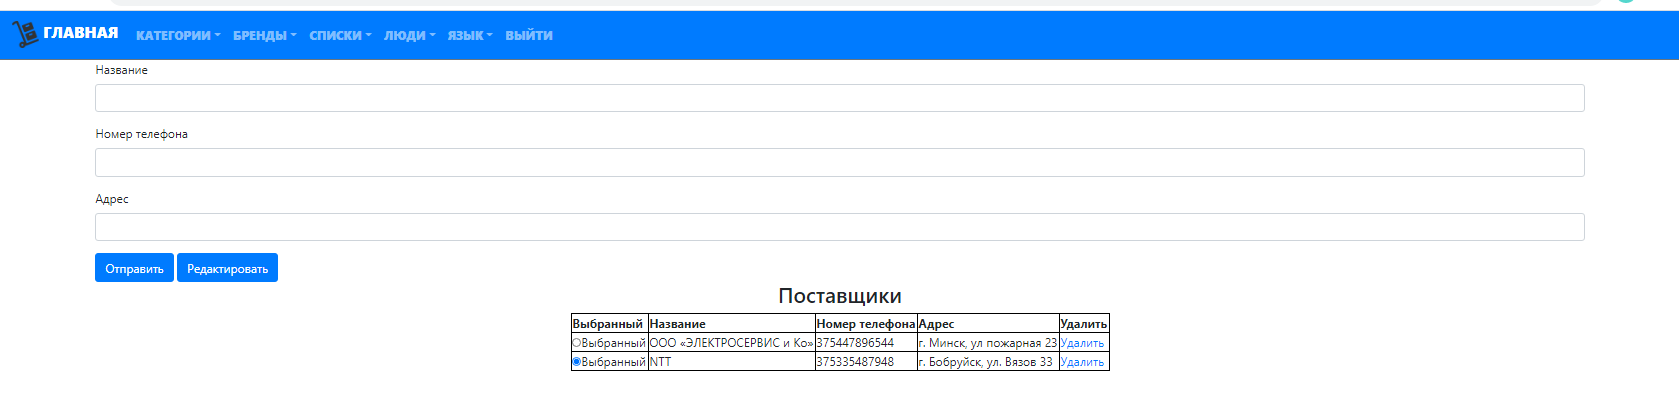 ГЛАВНАЯ КАТЕГОРИИ БРЕНДЫ СПИСКИ ЛЮДИ ЯЗЫК ВЫЙТИ
Название
Номер телефона
Адрес
Отправить Редактировать
Поставщики
Выбранный Название Номер телефона Адрес Удалить
Выбранный ООО «ЭЛЕКТРОСЕРВИС и Ко» 375447896544 г. Минск, ул пожарная 23 Удалить
Выбранный NTT 375335487948 г. Бобруйск, ул. Вязов 33 Удалить